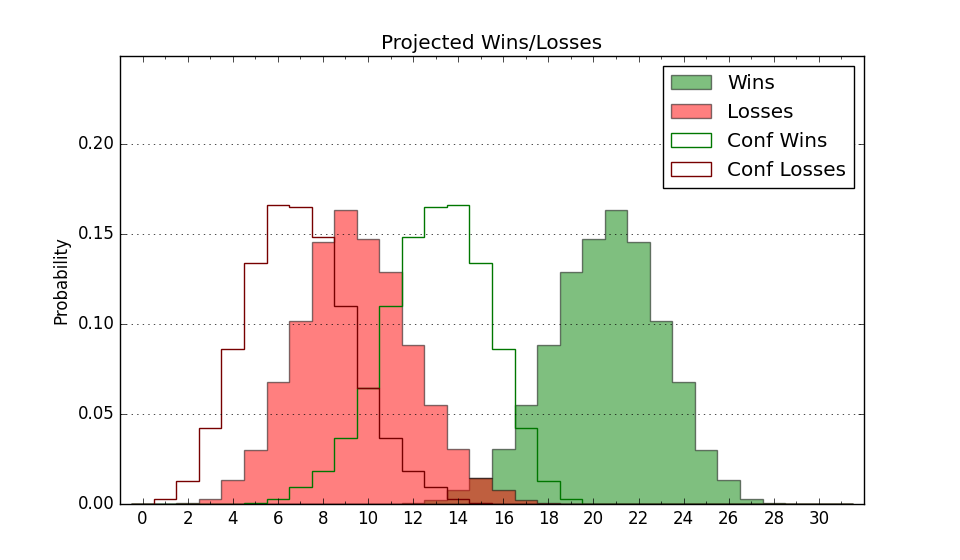 Projected Wins/Losses
Wins
Losses
Conf Wins
Conf Losses
Probability
0.20
0.15
0.10
0.05
0.00
0 2 4 6 8 10 12 14 16 18 20 22 24 26 28 30